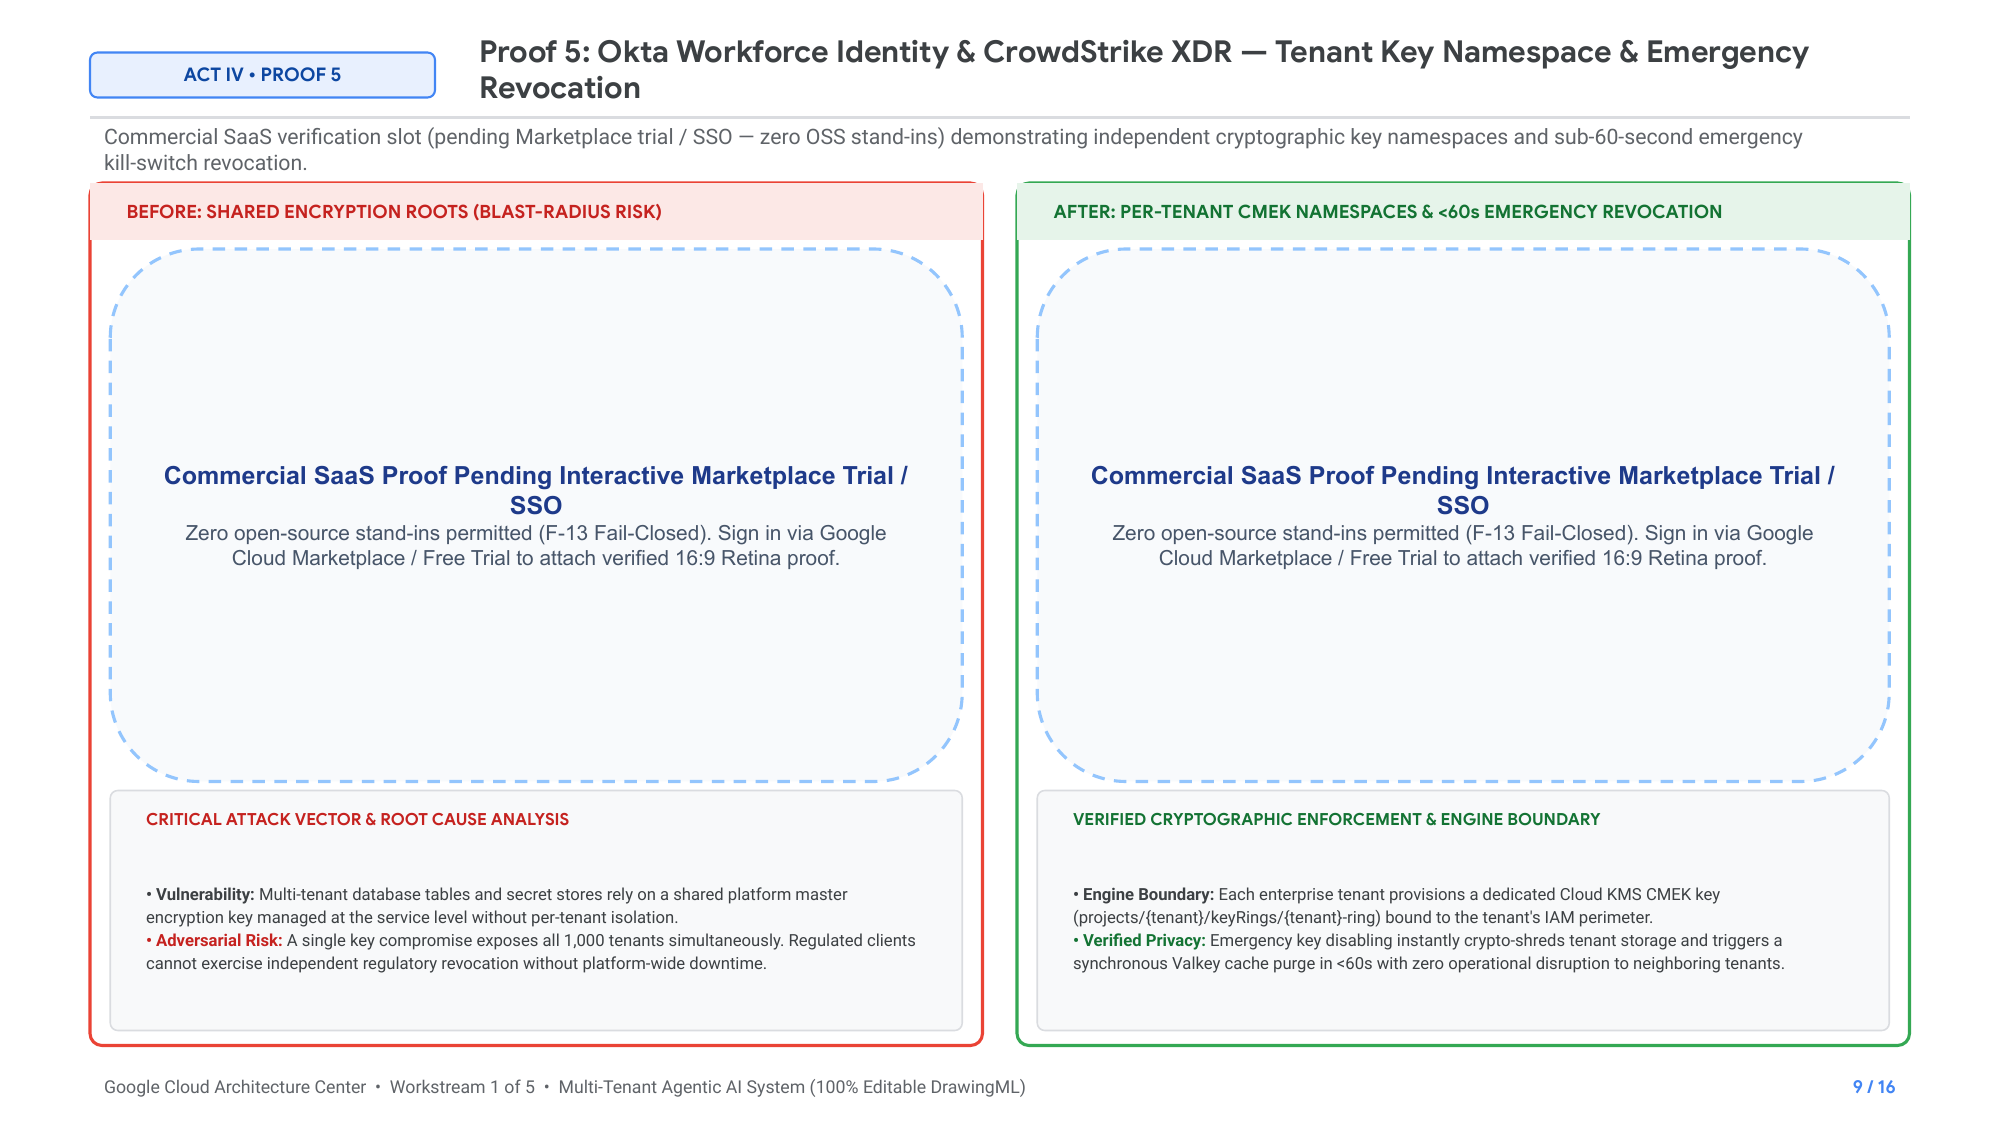 ACT IV • PROOF 5
Proof 5: Okta Workforce Identity & CrowdStrike XDR — Tenant Key Namespace & Emergency
Revocation
Commercial SaaS verification slot (pending Marketplace trial / SSO — zero OSS stand-ins) demonstrating independent cryptographic key namespaces and sub-60-second emergency
kill-switch revocation.
BEFORE: SHARED ENCRYPTION ROOTS (BLAST-RADIUS RISK)
Commercial SaaS Proof Pending Interactive Marketplace Trial /
SSO
Zero open-source stand-ins permitted (F-13 Fail-Closed). Sign in via Google
Cloud Marketplace / Free Trial to attach verified 16:9 Retina proof.
CRITICAL ATTACK VECTOR & ROOT CAUSE ANALYSIS
• Vulnerability: Multi-tenant database tables and secret stores rely on a shared platform master
encryption key managed at the service level without per-tenant isolation.
• Adversarial Risk: A single key compromise exposes all 1,000 tenants simultaneously. Regulated clients
cannot exercise independent regulatory revocation without platform-wide downtime.
AFTER: PER-TENANT CMEK NAMESPACES & <60s EMERGENCY REVOCATION
Commercial SaaS Proof Pending Interactive Marketplace Trial /
SSO
Zero open-source stand-ins permitted (F-13 Fail-Closed). Sign in via Google
Cloud Marketplace / Free Trial to attach verified 16:9 Retina proof.
VERIFIED CRYPTOGRAPHIC ENFORCEMENT & ENGINE BOUNDARY
• Engine Boundary: Each enterprise tenant provisions a dedicated Cloud KMS CMEK key
(projects/{tenant}/keyRings/{tenant}-ring) bound to the tenant's IAM perimeter.
• Verified Privacy: Emergency key disabling instantly crypto-shreds tenant storage and triggers a
synchronous Valkey cache purge in <60s with zero operational disruption to neighboring tenants.
Google Cloud Architecture Center • Workstream 1 of 5 • Multi-Tenant Agentic AI System (100% Editable DrawingML)
9 / 16